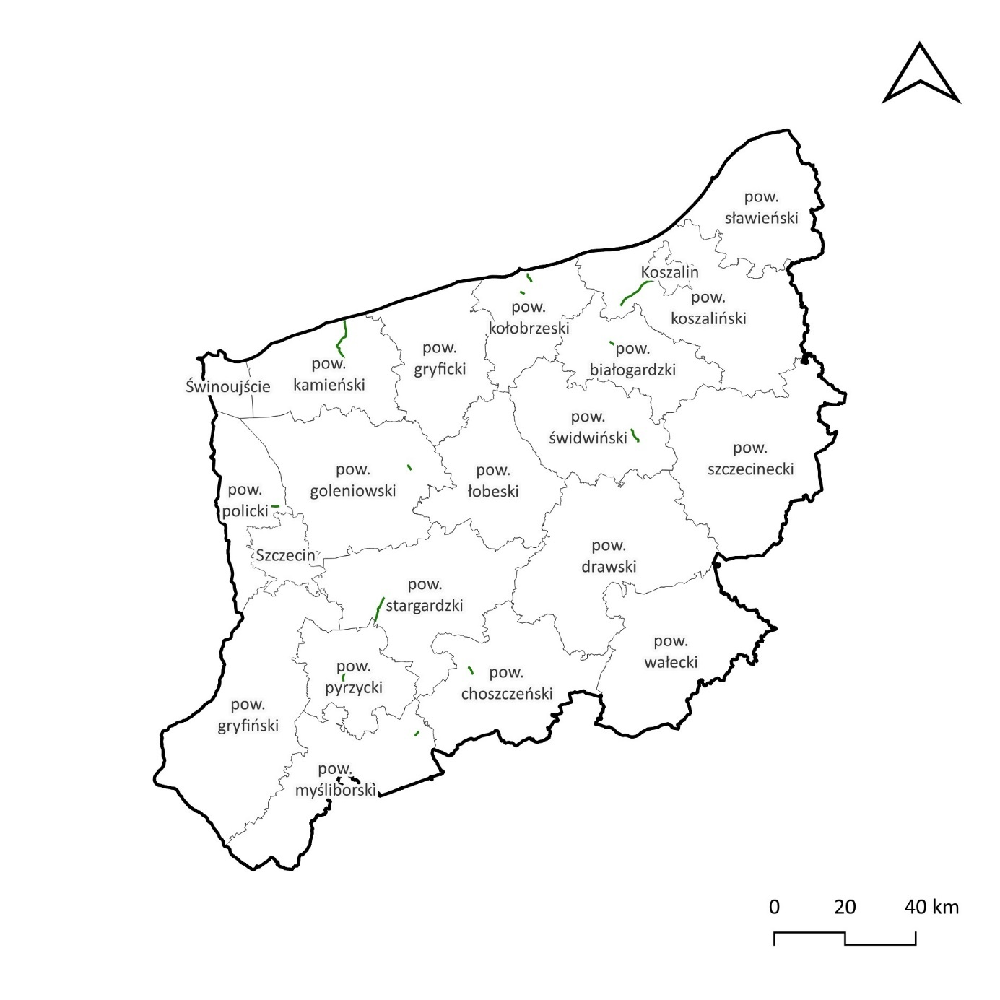 pow.
sławieński
Koszalin
pow.
koszaliński
pow.
kołobrzeski
pow.
gryficki
pow.
białogardzki
pow.
kamieński
Świnoujście
pow.
świdwiński
pow.
szczecinecki
pow.
goleniowski
pow.
łobeski
pow.
policki
Szczecin
pow.
drawski
pow.
stargardzki
pow.
wałecki
pow.
pyrzycki
pow.
choszczeński
pow.
gryfiński
pow.
myśliborski
0 20 40 km